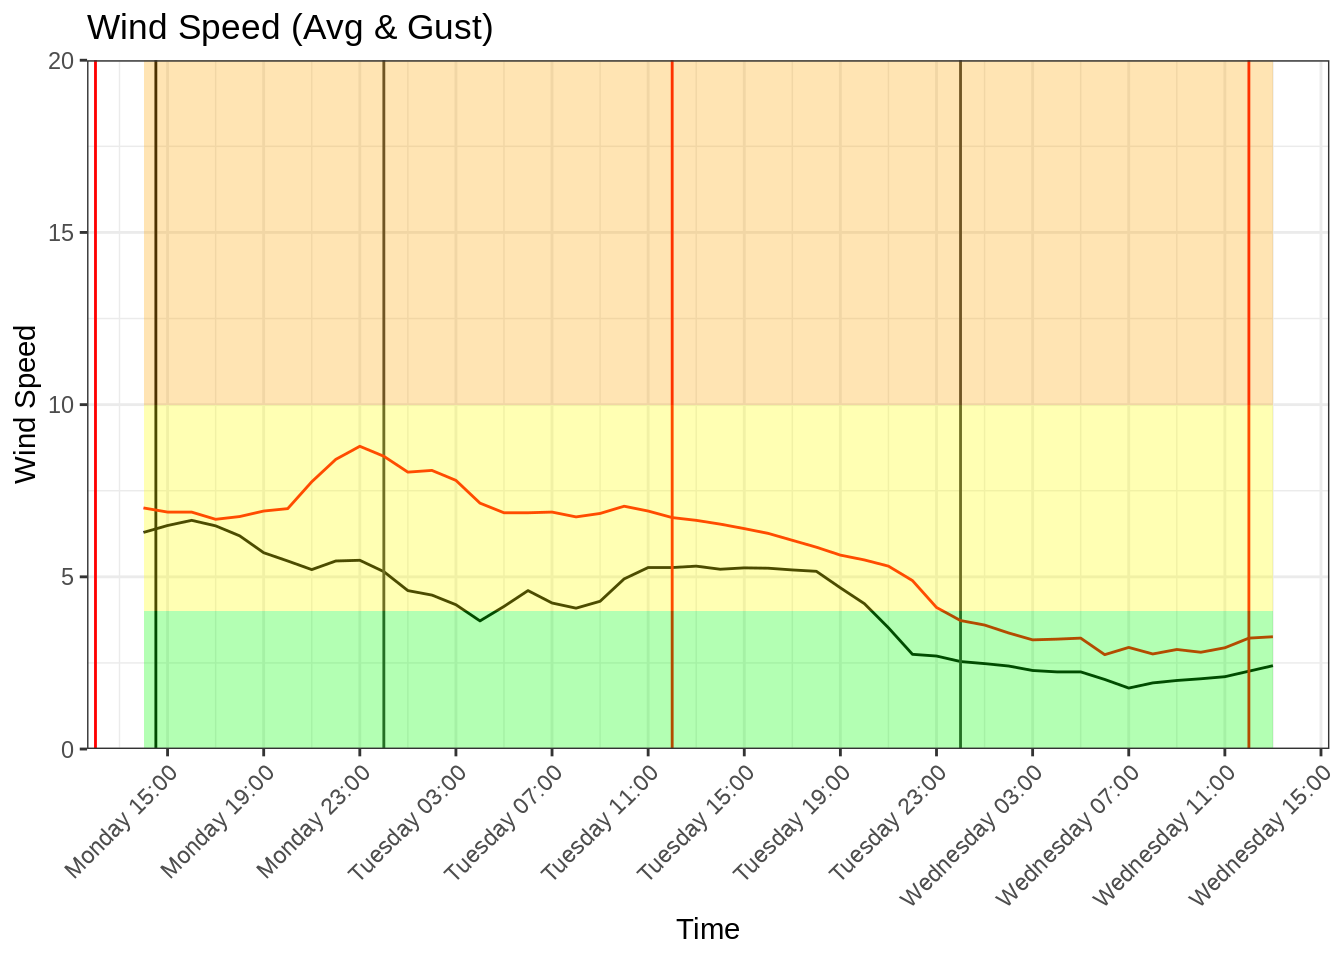 Wind Speed (Avg & Gust)
20
15
10
5
0
Wind Speed
Monday 15:00
Monday 19:00
Monday 23:00
Tuesday 03:00
Tuesday 07:00
Tuesday 11:00
Tuesday 15:00
Tuesday 19:00
Tuesday 23:00
Wednesday 03:00
Wednesday 07:00
Wednesday 11:00
Wednesday 15:00
Time